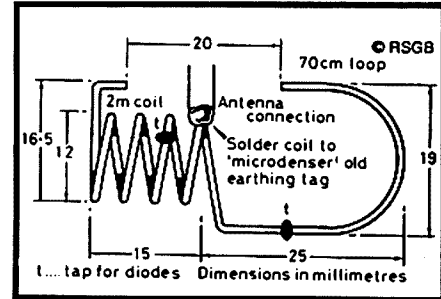 20
© RSGB
70cm loop
2m coil
t
Antenna
connection
16·5
12
Solder coil to
'microdenser' old
earthing tag
19
t
15
25
t.... tap for diodes Dimensions in millimetres